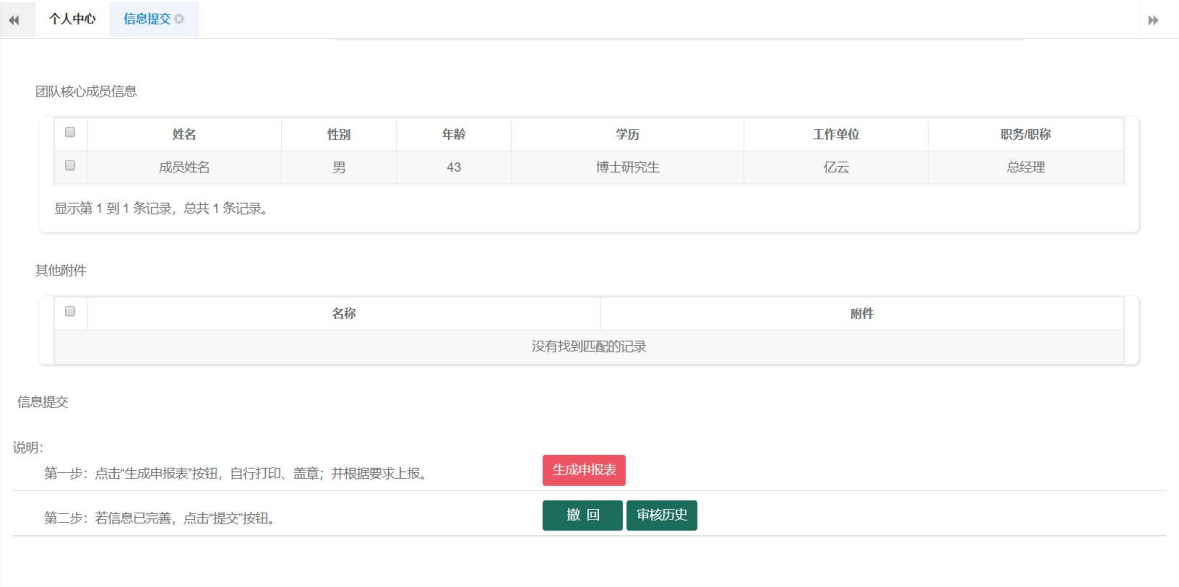 个人中心 信息提交
团队核心成员信息
姓名 性别 年龄 学历 工作单位 职务/职称
成员姓名 男 43 博士研究生 亿云 总经理
显示第 1 到 1 条记录，总共 1 条记录。
其他附件
名称 附件
没有找到匹配的记录
信息提交
说明：
第一步：点击“生成申报表”按钮，自行打印、盖章；并根据要求上报。 生成申报表
第二步：若信息已完善，点击“提交”按钮。 撤 回 审核历史